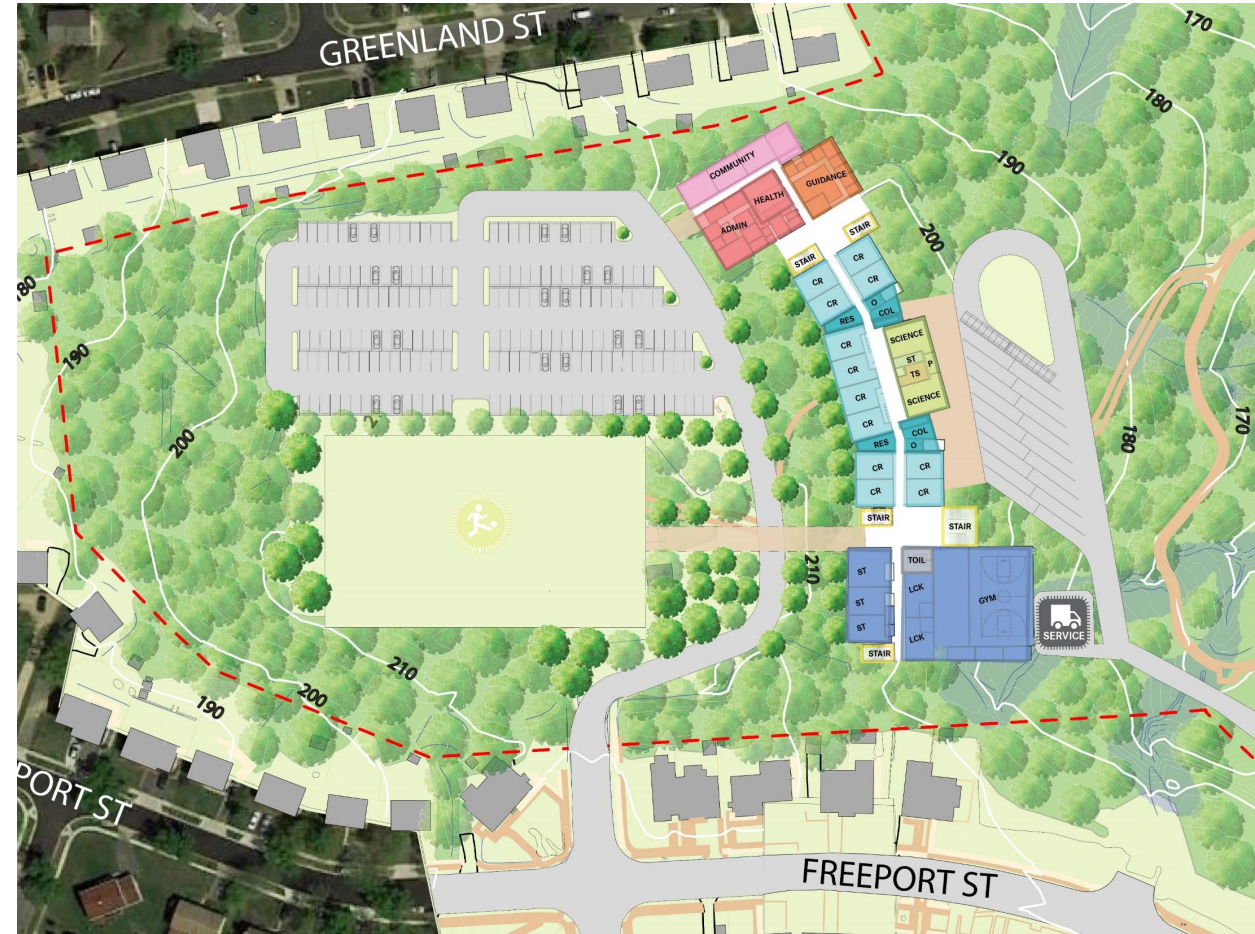 GREENLAND ST
170
180
190
COMMUNITY
GUIDANCE
HEALTH
ADMIN
200
STAIR
STAIR
CR
CR
CR
CR
O
COL
RES
SCIENCE
ST
P
TS
SCIENCE
CR
CR
CR
CR
COL
O
RES
CR
CR
CR
CR
STAIR
STAIR
180
190
200
180
170
210
TOIL
ST
LCK
GYM
ST
ST
LCK
STAIR
SERVICE
210
200
190
PORT ST
FREEPORT ST